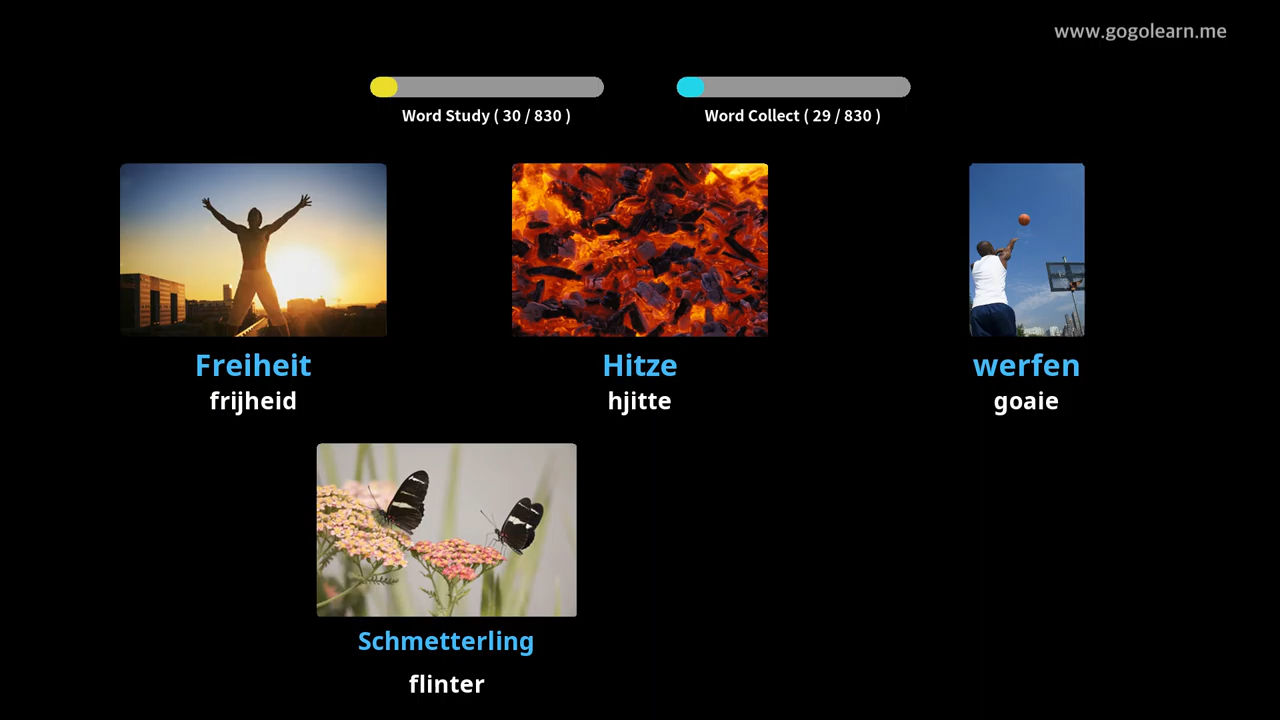 www.gogolearn.me
Word Study ( 30 / 830 )
Word Collect ( 29 / 830 )
Freiheit
frijheid
Hitze
hjitte
werfen
goaie
Schmetterling
flinter